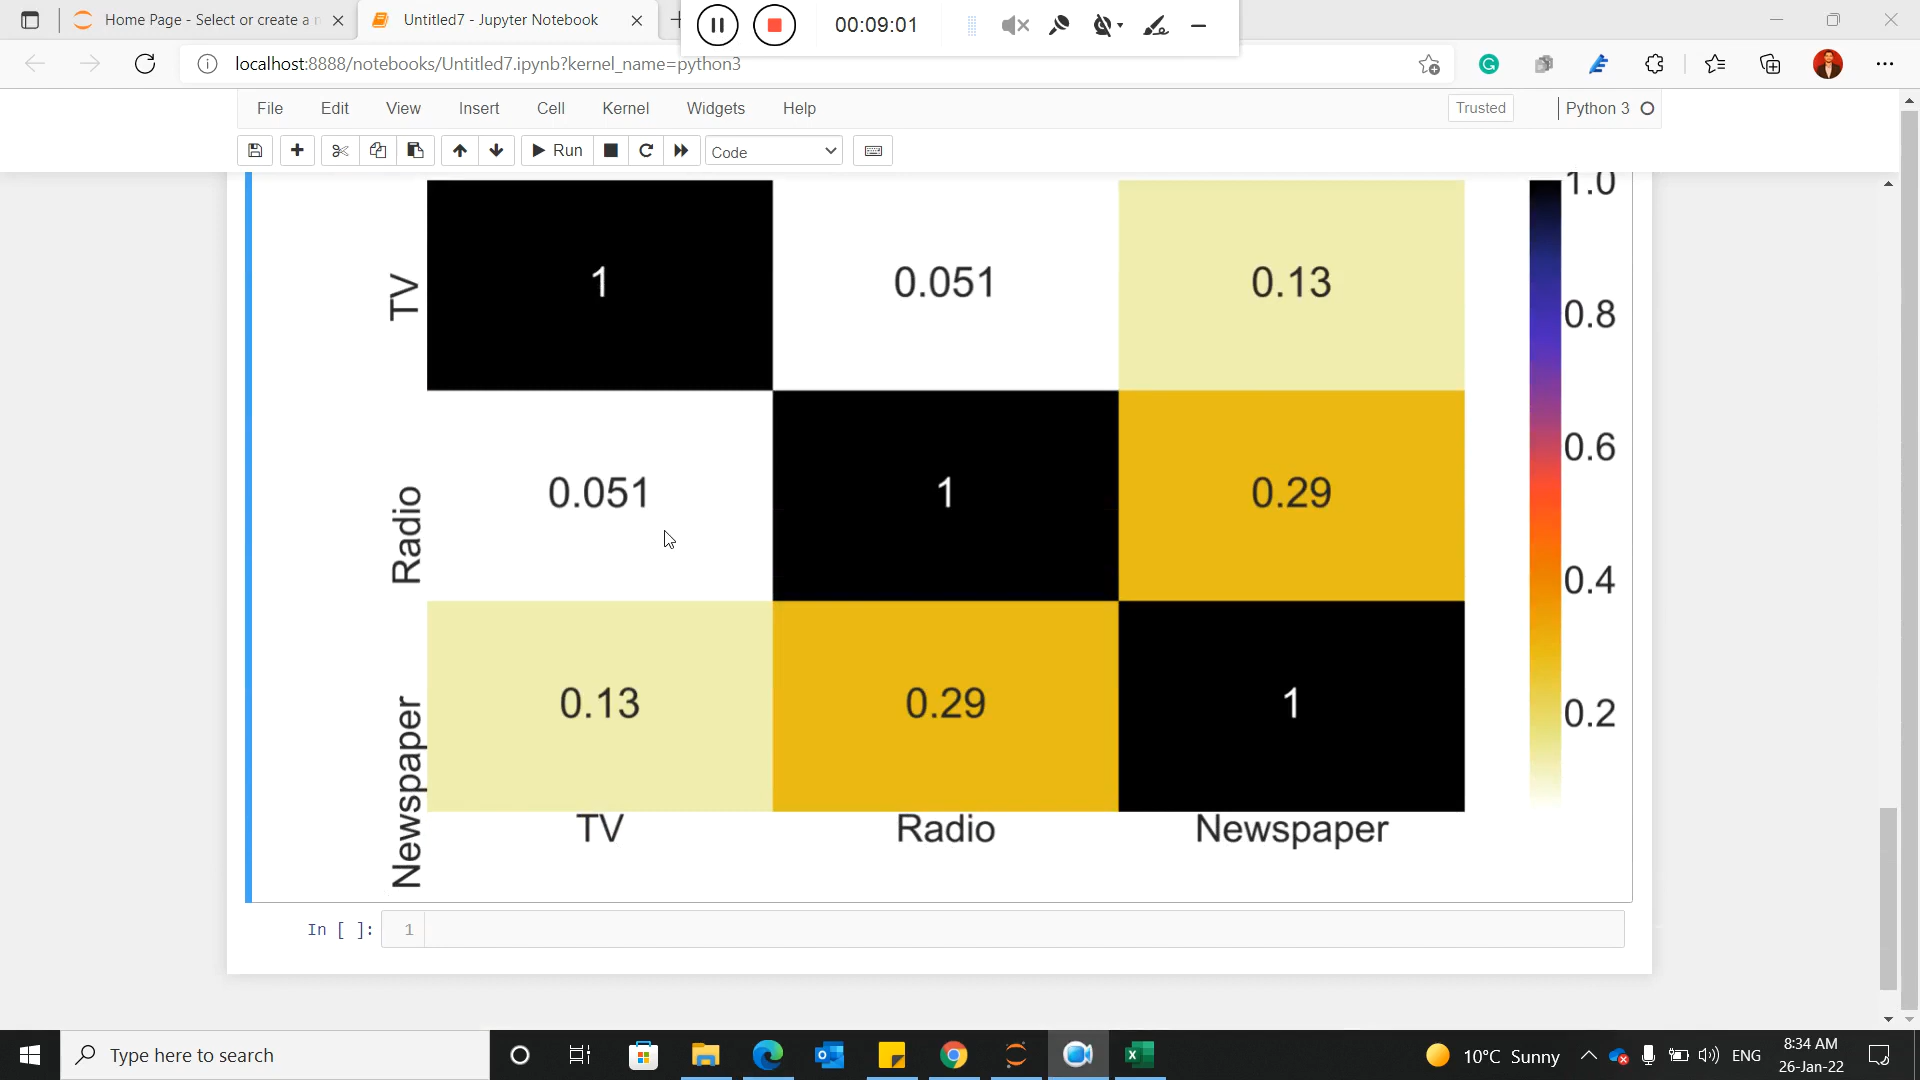 Home Page - Select or create a n
Untitled7 - Jupyter Notebook
00:09:01
localhost:8888/notebooks/Untitled7.ipynb?kernel_name=python3
File Edit View Insert Cell Kernel Widgets Help
Trusted
Python 3
Run
Code
TV 1 0.051 0.13
Radio 0.051 1 0.29
Newspaper 0.13 0.29 1
TV Radio Newspaper
1.0
0.8
0.6
0.4
0.2
In [ ]: 1
Type here to search
10°C Sunny
ENG
8:34 AM
26-Jan-22